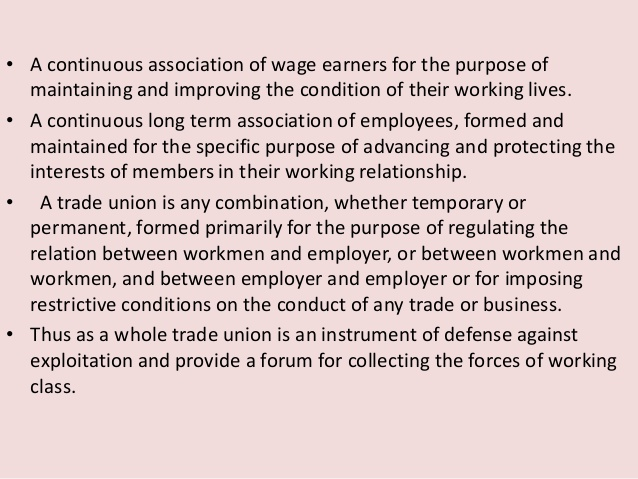 • A continuous association of wage earners for the purpose of
maintaining and improving the condition of their working lives.
• A continuous long term association of employees, formed and
maintained for the specific purpose of advancing and protecting the
interests of members in their working relationship.
• A trade union is any combination, whether temporary or
permanent, formed primarily for the purpose of regulating the
relation between workmen and employer, or between workmen and
workmen, and between employer and employer or for imposing
restrictive conditions on the conduct of any trade or business.
• Thus as a whole trade union is an instrument of defense against
exploitation and provide a forum for collecting the forces of working
class.